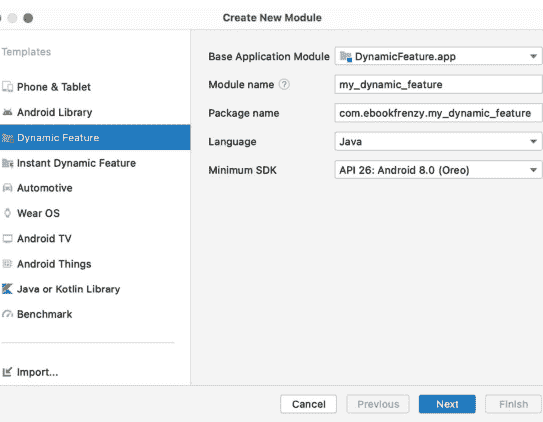 Create New Module
Templates
Phone & Tablet
Android Library
Dynamic Feature
Instant Dynamic Feature
Automotive
Wear OS
Android TV
Android Things
Java or Kotlin Library
Benchmark
Import...
Base Application Module DynamicFeature.app
Module name ? my_dynamic_feature
Package name com.ebookfrenzy.my_dynamic_feature
Language Java
Minimum SDK API 26: Android 8.0 (Oreo)
Cancel Previous Next Finish